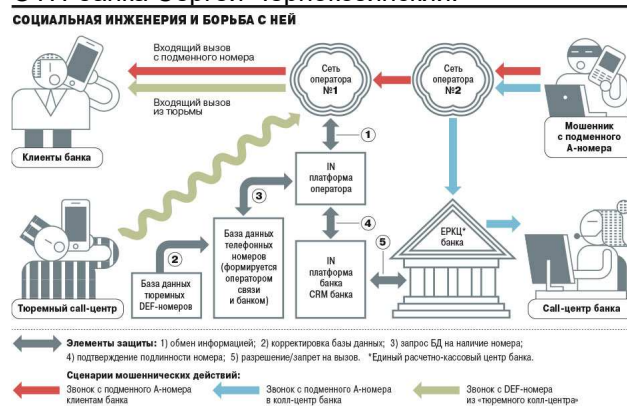 СОЦИАЛЬНАЯ ИНЖЕНЕРИЯ И БОРЬБА С НЕЙ
Входящий вызов
с подменного номера
Входящий вызов
из тюрьмы
Клиенты банка
Сеть
оператора
№1
Сеть
оператора
№2
Мошенник
с подменного
А-номера
1
IN
платформа
оператора
3
4
База данных
телефонных
номеров
(формируется
оператором
связи
и банком)
2
База данных
тюремных
DEF-номеров
IN
платформа
банка
CRM банка
5
ЕРКЦ*
банка
Тюремный call-центр
Call-центр банка
Элементы защиты: 1) обмен информацией; 2) корректировка базы данных; 3) запрос БД на наличие номера;
4) подтверждение подлинности номера; 5) разрешение/запрет на вызов. *Единый расчетно-кассовый центр банка.
Сценарии мошеннических действий:
Звонок с подменного А-номера
клиентам банка
Звонок с подменного А-номера
в колл-центр банка
Звонок с DEF-номера
из «тюремного колл-центра»